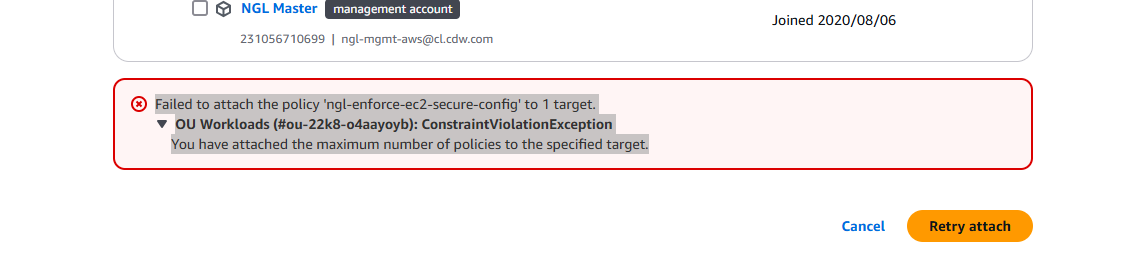 NGL Master management account
Joined 2020/08/06
231056710699 | ngl-mgmt-aws@cl.cdw.com
Failed to attach the policy 'ngl-enforce-ec2-secure-config' to 1 target.
OU Workloads (#ou-22k8-o4aayoyb): ConstraintViolationException
You have attached the maximum number of policies to the specified target.
Cancel Retry attach